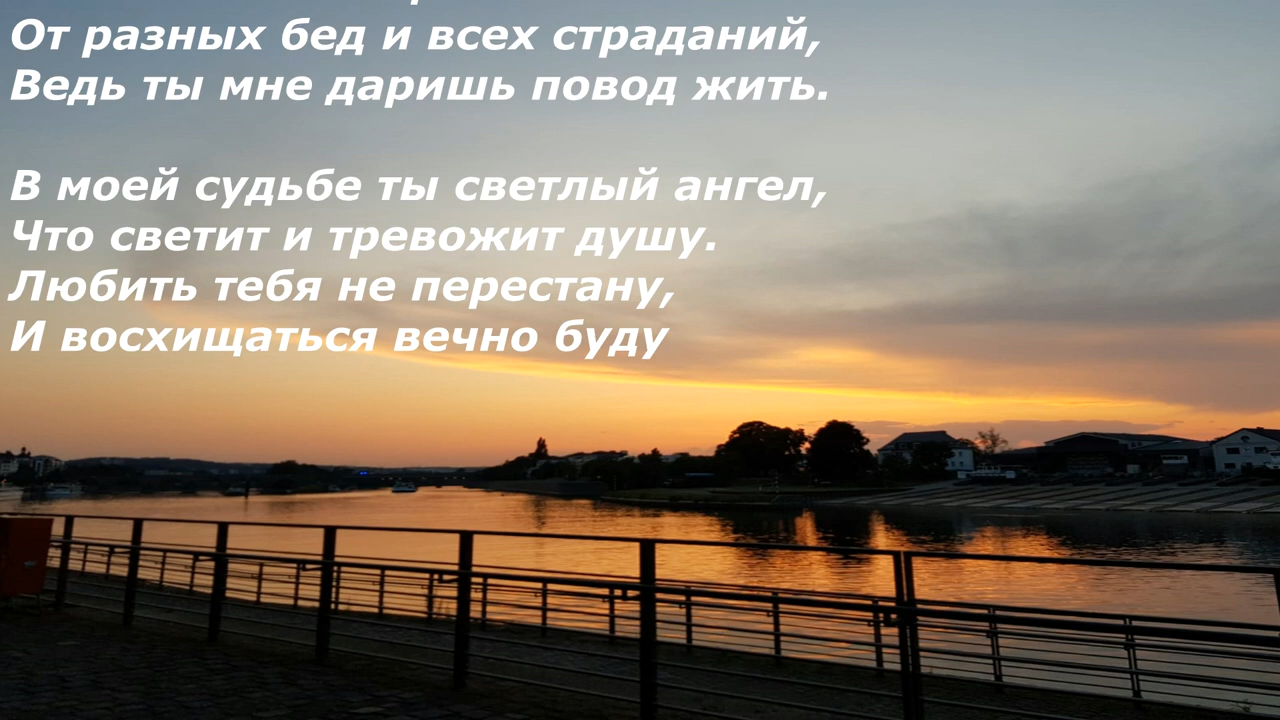 От разных бед и всех страданий,
Ведь ты мне даришь повод жить.
В моей судьбе ты светлый ангел,
Что светит и тревожит душу.
Любить тебя не перестану,
И восхищаться вечно буду